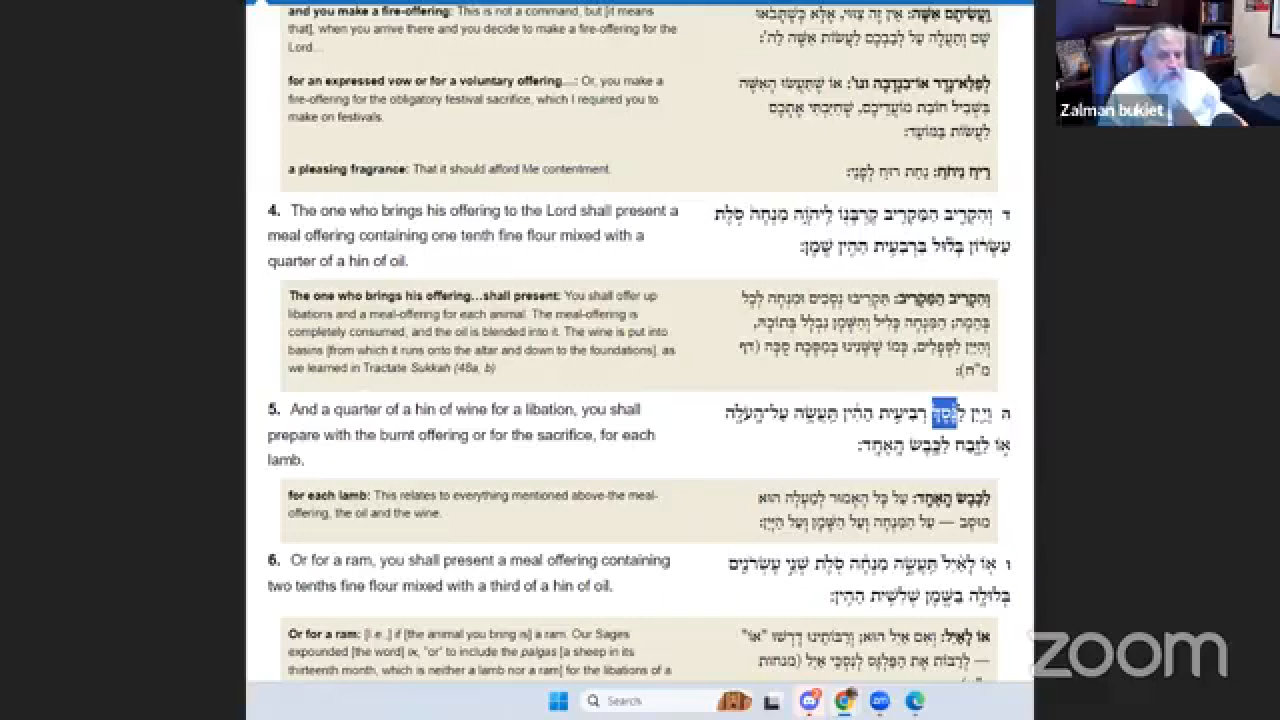 and you make a fire-offering: This is not a command, but [it means
that], when you arrive there and you decide to make a fire-offering for the
Lord…
וַעֲשִׂיתֶם אִשֶּׁה: אֵין זֶה צִוּוּי, אֶלָּא כְּשֶׁתָּבֹאוּ
שָׁם וְתַעֲלֶה עַל לְבַבְכֶם לַעֲשׂוֹת אִשֶּׁה לַה':
for an expressed vow or for a voluntary offering…: Or, you make a
fire-offering for the obligatory festival sacrifice, which I required you to
make on festivals.
לְפַלֵּא־נֶדֶר אוֹ־בִנְדָבָה וגו': אוֹ שֶׁתַּעֲשׂוּ הָאִשֶּׁה
בִּשְׁבִיל חוֹבַת מוֹעֲדֵיכֶם, שֶׁחִיַּבְתִּי אֶתְכֶם
לַעֲשׂוֹת בַּמּוֹעֵד:
a pleasing fragrance: That it should afford Me contentment.
רֵיחַ נִיחֹחַ: נַחַת רוּחַ לְפָנַי:
4. The one who brings his offering to the Lord shall present a
meal offering containing one tenth fine flour mixed with a
quarter of a hin of oil.
ד וְהִקְרִיב הַמַּקְרִיב קָרְבָּנוֹ לַיהֹוָה מִנְחָה סֹלֶת
עִשָּׂרוֹן בָּלוּל בִּרְבִעִית הַהִין שָׁמֶן:
The one who brings his offering...shall present: You shall offer up
libations and a meal-offering for each animal. The meal-offering is
completely consumed, and the oil is blended into it. The wine is put into
basins [from which it runs onto the altar and down to the foundations], as
we learned in Tractate Sukkah (48a, b)
וְהִקְרִיב הַמַּקְרִיב: תַּקְרִיבוּ נְסָכִים וּמִנְחָה לְכָל
בְּהֵמָה; הַמִּנְחָה כָּלִיל וְהַשֶּׁמֶן נִבְלָל בְּתוֹכָהּ,
וְהַיַּיִן לַסְּפָלִים, כְּמוֹ שֶׁשָּׁנִינוּ בְּמַסֶּכֶת סֻכָּה (דף
מ"ח):
5. And a quarter of a hin of wine for a libation, you shall
prepare with the burnt offering or for the sacrifice, for each
lamb.
ה וְיַיִן לַנֶּסֶךְ רְבִיעִית הַהִין תַּעֲשֶׂה עַל־הָעֹלָה
אוֹ לַזָּבַח לַכֶּבֶשׂ הָאֶחָד:
for each lamb: This relates to everything mentioned above-the meal-
offering, the oil and the wine.
לַכֶּבֶשׂ הָאֶחָד: עַל כָּל הָאָמוּר לְמַעְלָה הוּא
מוּסָב — עַל הַמִּנְחָה וְעַל הַשֶּׁמֶן וְעַל הַיַּיִן:
6. Or for a ram, you shall present a meal offering containing
two tenths fine flour mixed with a third of a hin of oil.
ו אוֹ לָאַיִל תַּעֲשֶׂה מִנְחָה סֹלֶת שְׁנֵי עֶשְׂרֹנִים
בְּלוּלָה בַשֶּׁמֶן שְׁלִשִׁית הַהִין:
Or for a ram: [I.e.,] if [the animal you bring is] a ram. Our Sages
expounded [the word] אוֹ, "or" to include the palgas [a sheep in its
thirteenth month, which is neither a lamb nor a ram] for the libations of a
אוֹ לָאַיִל: וְאִם אַיִל הוּא; וְרַבּוֹתֵינוּ דָּרְשׁוּ "אוֹ"
— לְרַבּוֹת אֶת הַפַּלְגָּס לְנִסְכֵּי אַיִל (מנחות
Zalman bukiet
zoom
Search